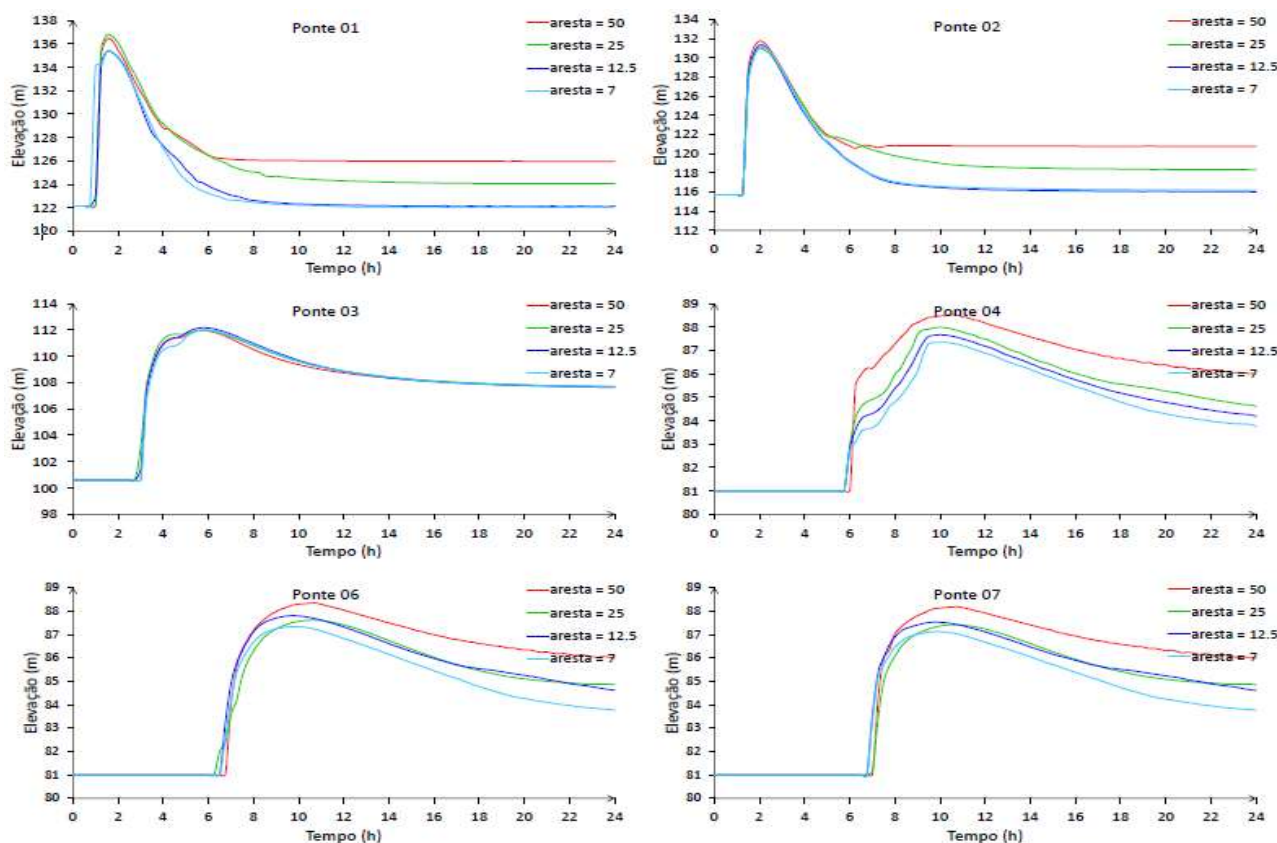 Ponte 01
Elevação (m)
138
136
134
132
130
128
126
124
122
120
0 2 4 6 8 10 12 14 16 18 20 22 24
Tempo (h)
aresta = 50
aresta = 25
aresta = 12.5
aresta = 7
Ponte 02
Elevação (m)
134
132
130
128
126
124
122
120
118
116
114
112
0 2 4 6 8 10 12 14 16 18 20 22 24
Tempo (h)
aresta = 50
aresta = 25
aresta = 12.5
aresta = 7
Ponte 03
Elevação (m)
114
112
110
108
106
104
102
100
98
0 2 4 6 8 10 12 14 16 18 20 22 24
Tempo (h)
aresta = 50
aresta = 25
aresta = 12.5
aresta = 7
Ponte 04
Elevação (m)
89
88
87
86
85
84
83
82
81
80
0 2 4 6 8 10 12 14 16 18 20 22 24
Tempo (h)
aresta = 50
aresta = 25
aresta = 12.5
aresta = 7
Ponte 06
Elevação (m)
89
88
87
86
85
84
83
82
81
80
0 2 4 6 8 10 12 14 16 18 20 22 24
Tempo (h)
aresta = 50
aresta = 25
aresta = 12.5
aresta = 7
Ponte 07
Elevação (m)
89
88
87
86
85
84
83
82
81
80
0 2 4 6 8 10 12 14 16 18 20 22 24
Tempo (h)
aresta = 50
aresta = 25
aresta = 12.5
aresta = 7